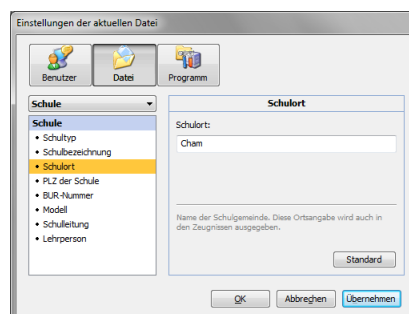 Einstellungen der aktuellen Datei
Benutzer
Datei
Programm
Schule
Schule
• Schultyp
• Schulbezeichnung
• Schulort
• PLZ der Schule
• BUR-Nummer
• Modell
• Schulleitung
• Lehrperson
Schulort
Schulort:
Cham
Name der Schulgemeinde. Diese Ortsangabe wird auch in
den Zeugnissen ausgegeben.
Standard
OK
Abbrechen
Übernehmen